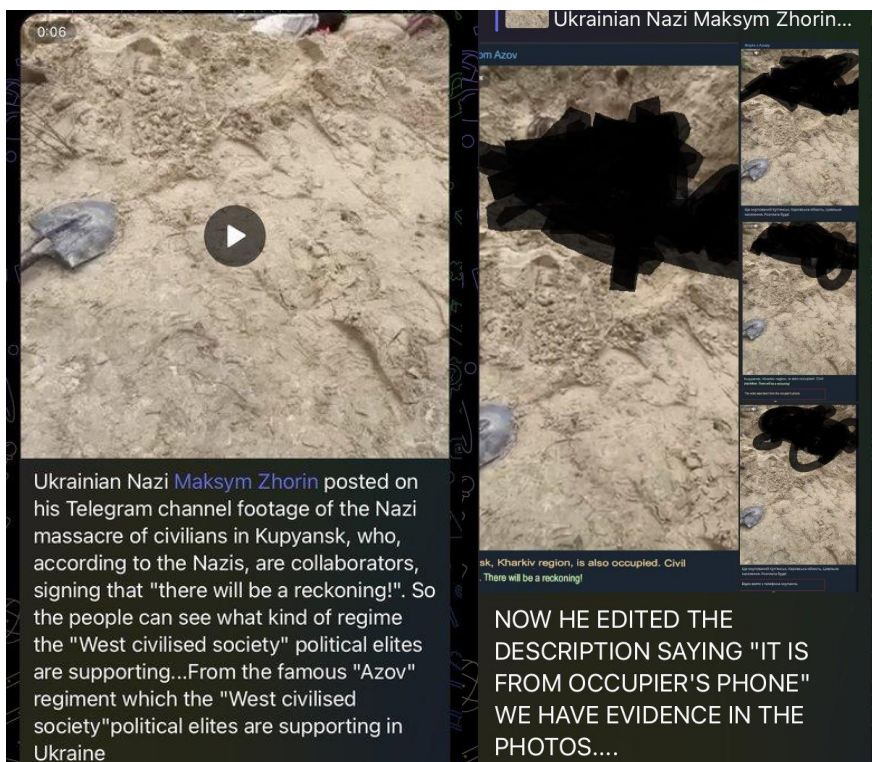 0:06
Ukrainian Nazi Maksym Zhorin posted on
his Telegram channel footage of the Nazi
massacre of civilians in Kupyansk, who,
according to the Nazis, are collaborators,
signing that "there will be a reckoning!". So
the people can see what kind of regime
the "West civilised society" political elites
are supporting...From the famous "Azov"
regiment which the "West civilised
society"political elites are supporting in
Ukraine
Ukrainian Nazi Maksym Zhorin...
om Azov
sk, Kharkiv region, is also occupied. Civil
. There will be a reckoning!
NOW HE EDITED THE
DESCRIPTION SAYING "IT IS
FROM OCCUPIER'S PHONE"
WE HAVE EVIDENCE IN THE
PHOTOS....